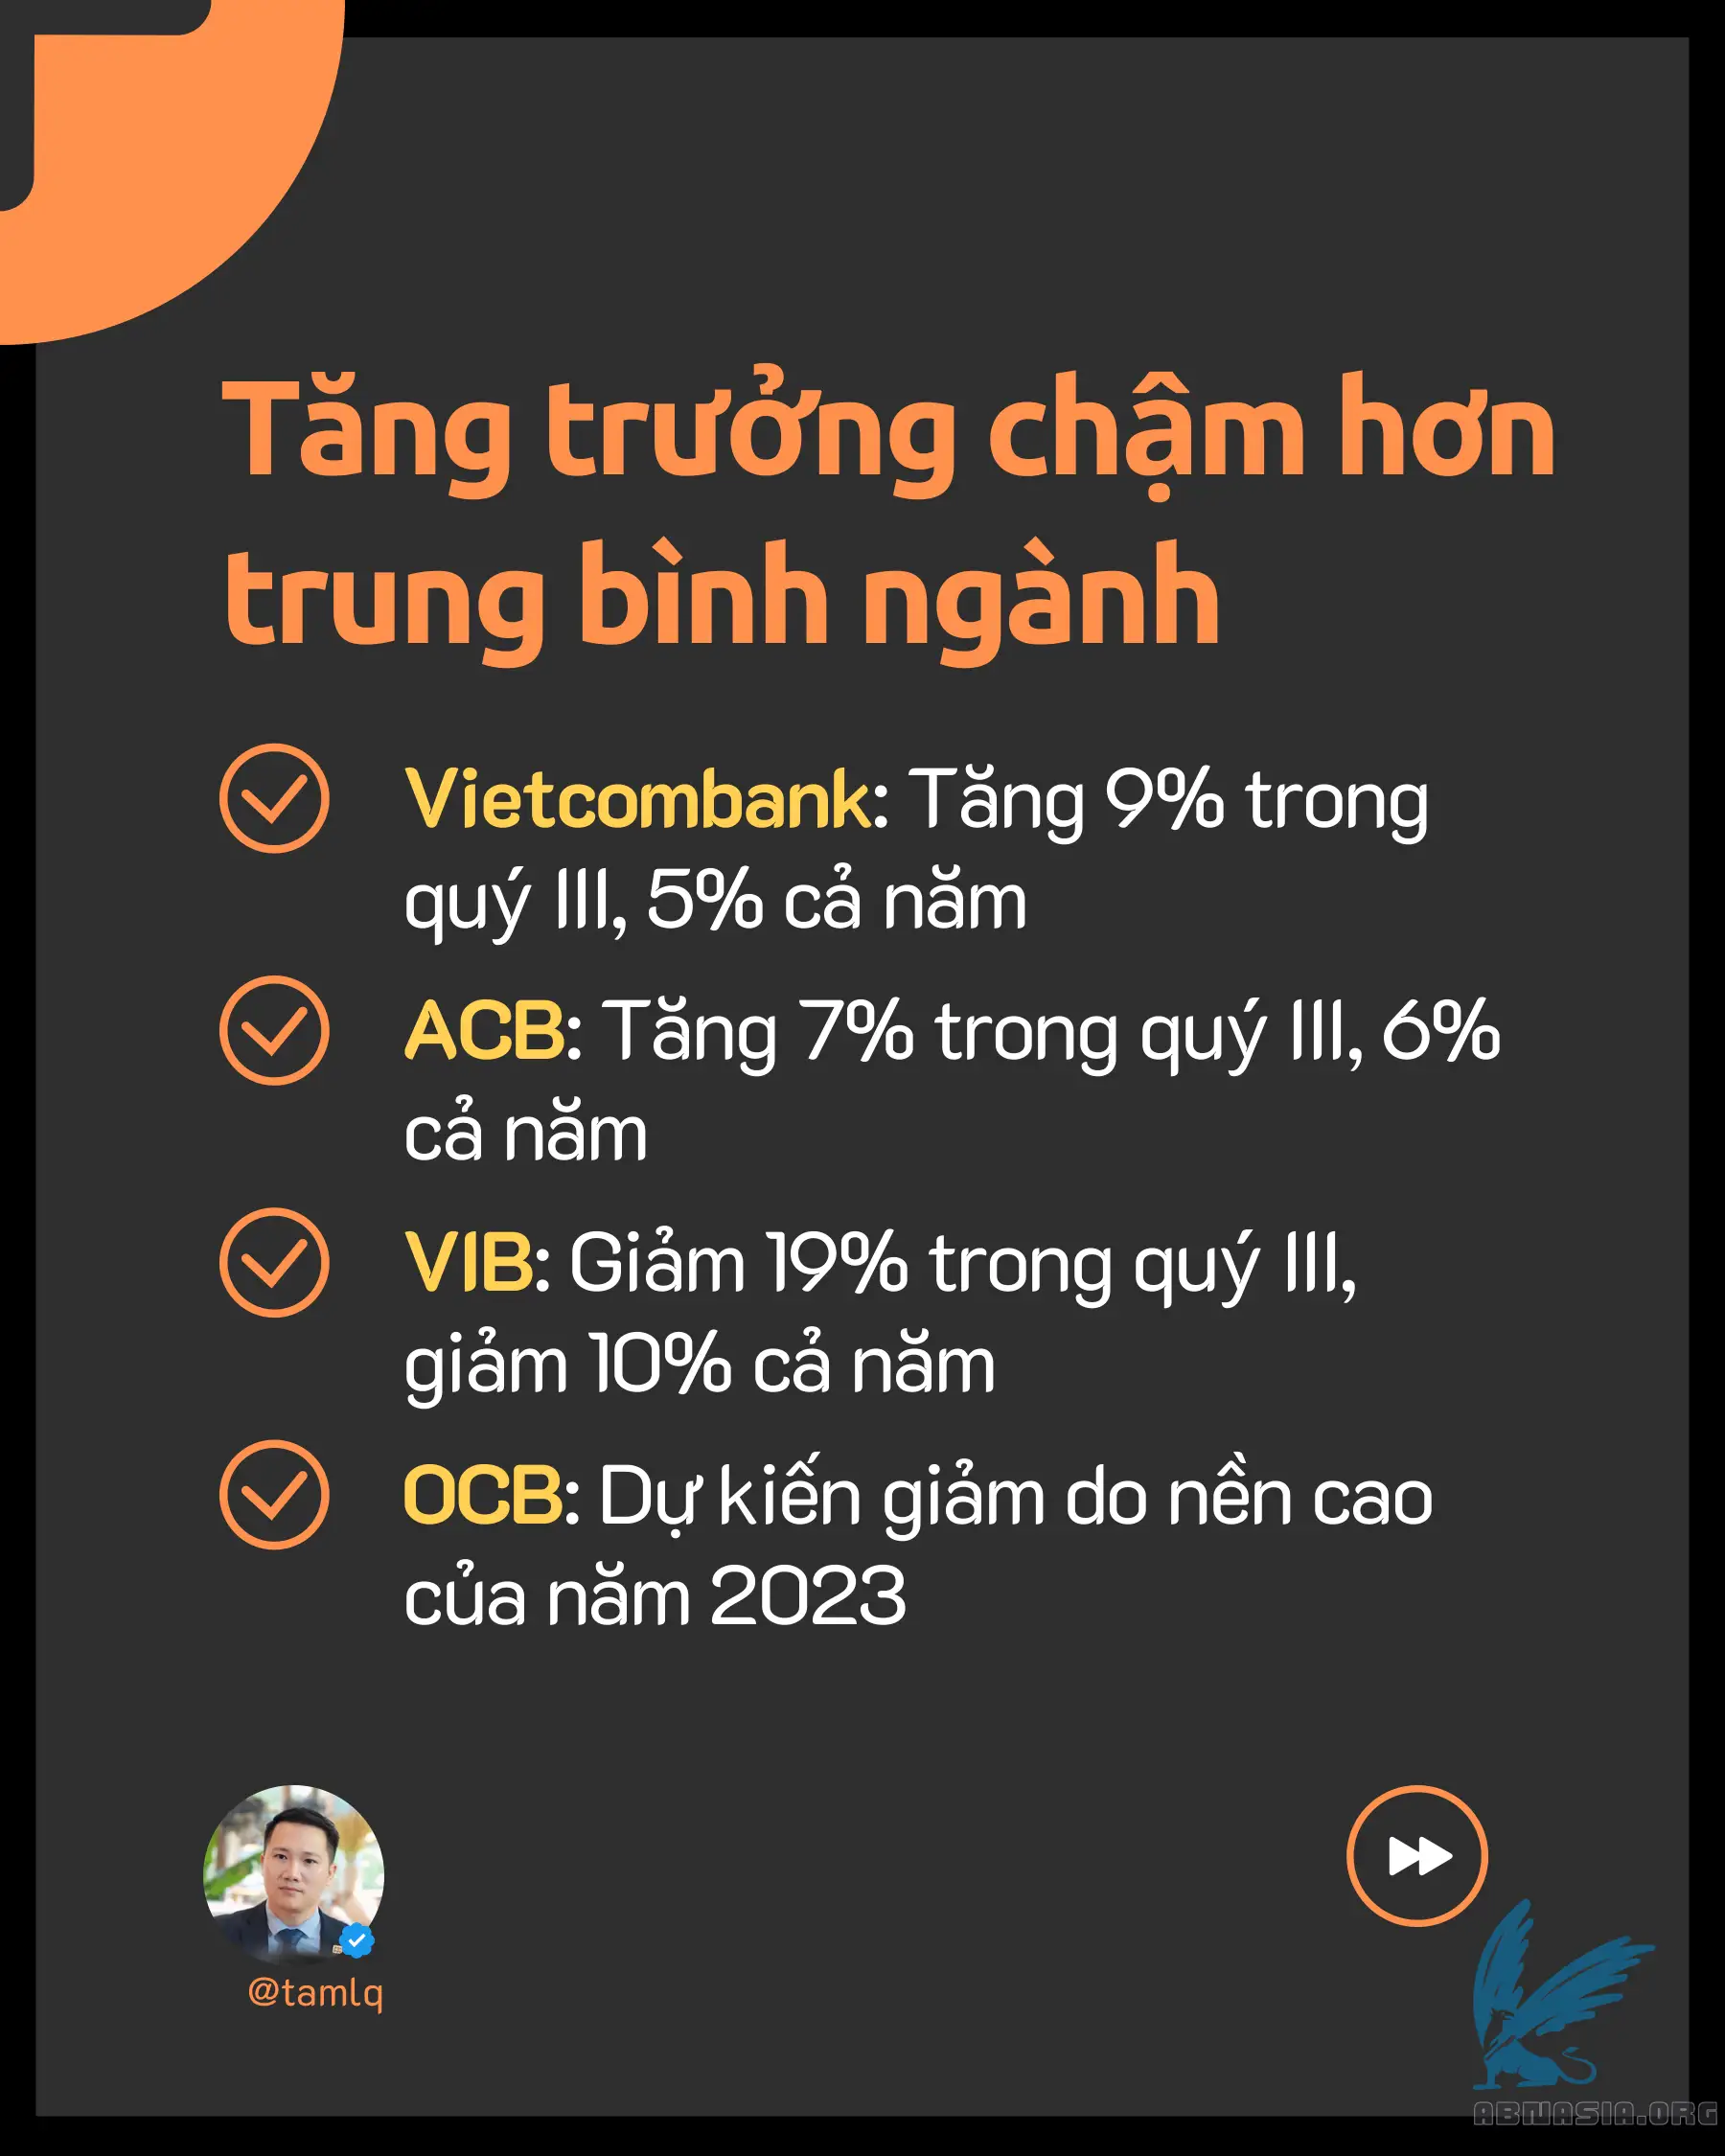 Tăng trưởng chậm hơn
trung bình ngành
Vietcombank: Tăng 9% trong
quý III, 5% cả năm
ACB: Tăng 7% trong quý III, 6%
cả năm
VIB: Giảm 19% trong quý III,
giảm 10% cả năm
OCB: Dự kiến giảm do nền cao
của năm 2023
@tamlq
ABNASIA.ORG